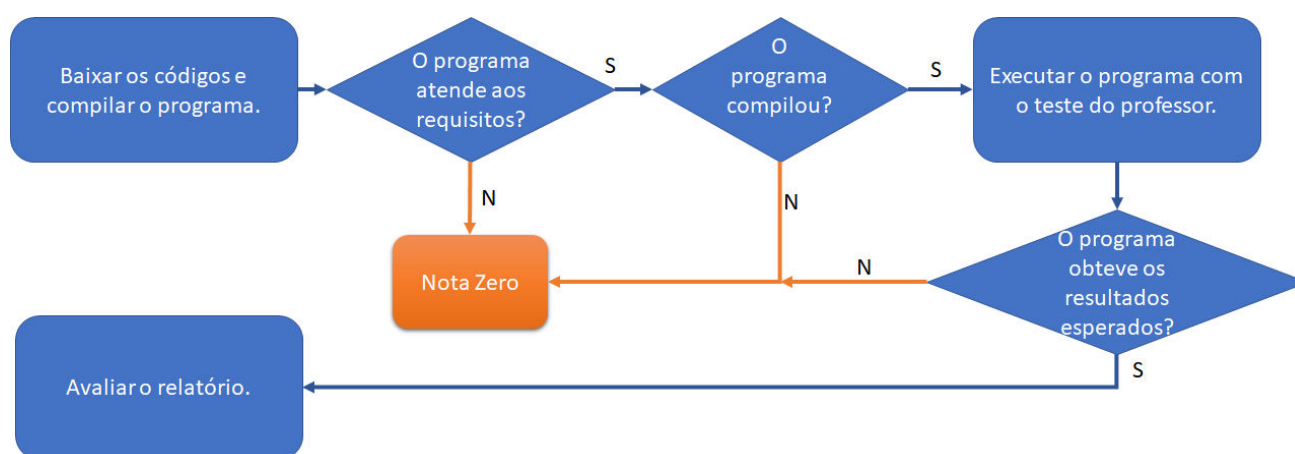 Baixar os códigos e
compilar o programa.
O programa
atende aos
requisitos?
S
O
programa
compilou?
S
Executar o programa com
o teste do professor.
N
N
Nota Zero
N
O programa
obteve os
resultados
esperados?
S
Avaliar o relatório.